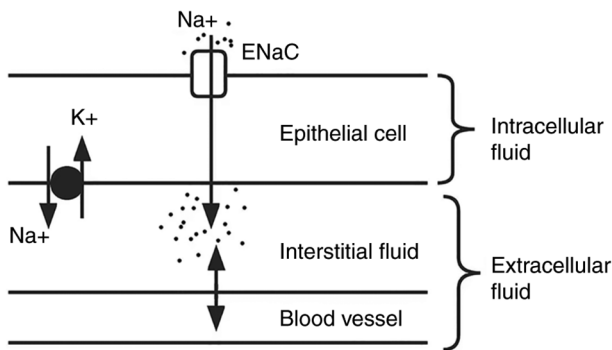 Na+
ENaC
K+
Epithelial cell
Intracellular
fluid
Na+
Interstitial fluid
Extracellular
fluid
Blood vessel